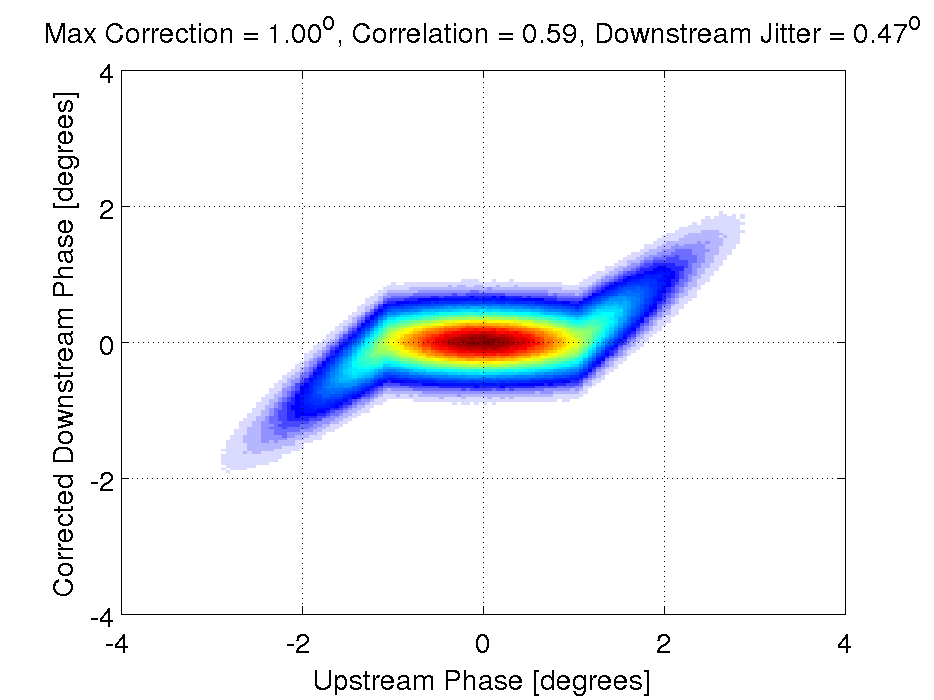 Max Correction = 1.00°, Correlation = 0.59, Downstream Jitter = 0.47°
4
2
0
-2
-4
Corrected Downstream Phase [degrees]
-4 -2 0 2 4
Upstream Phase [degrees]